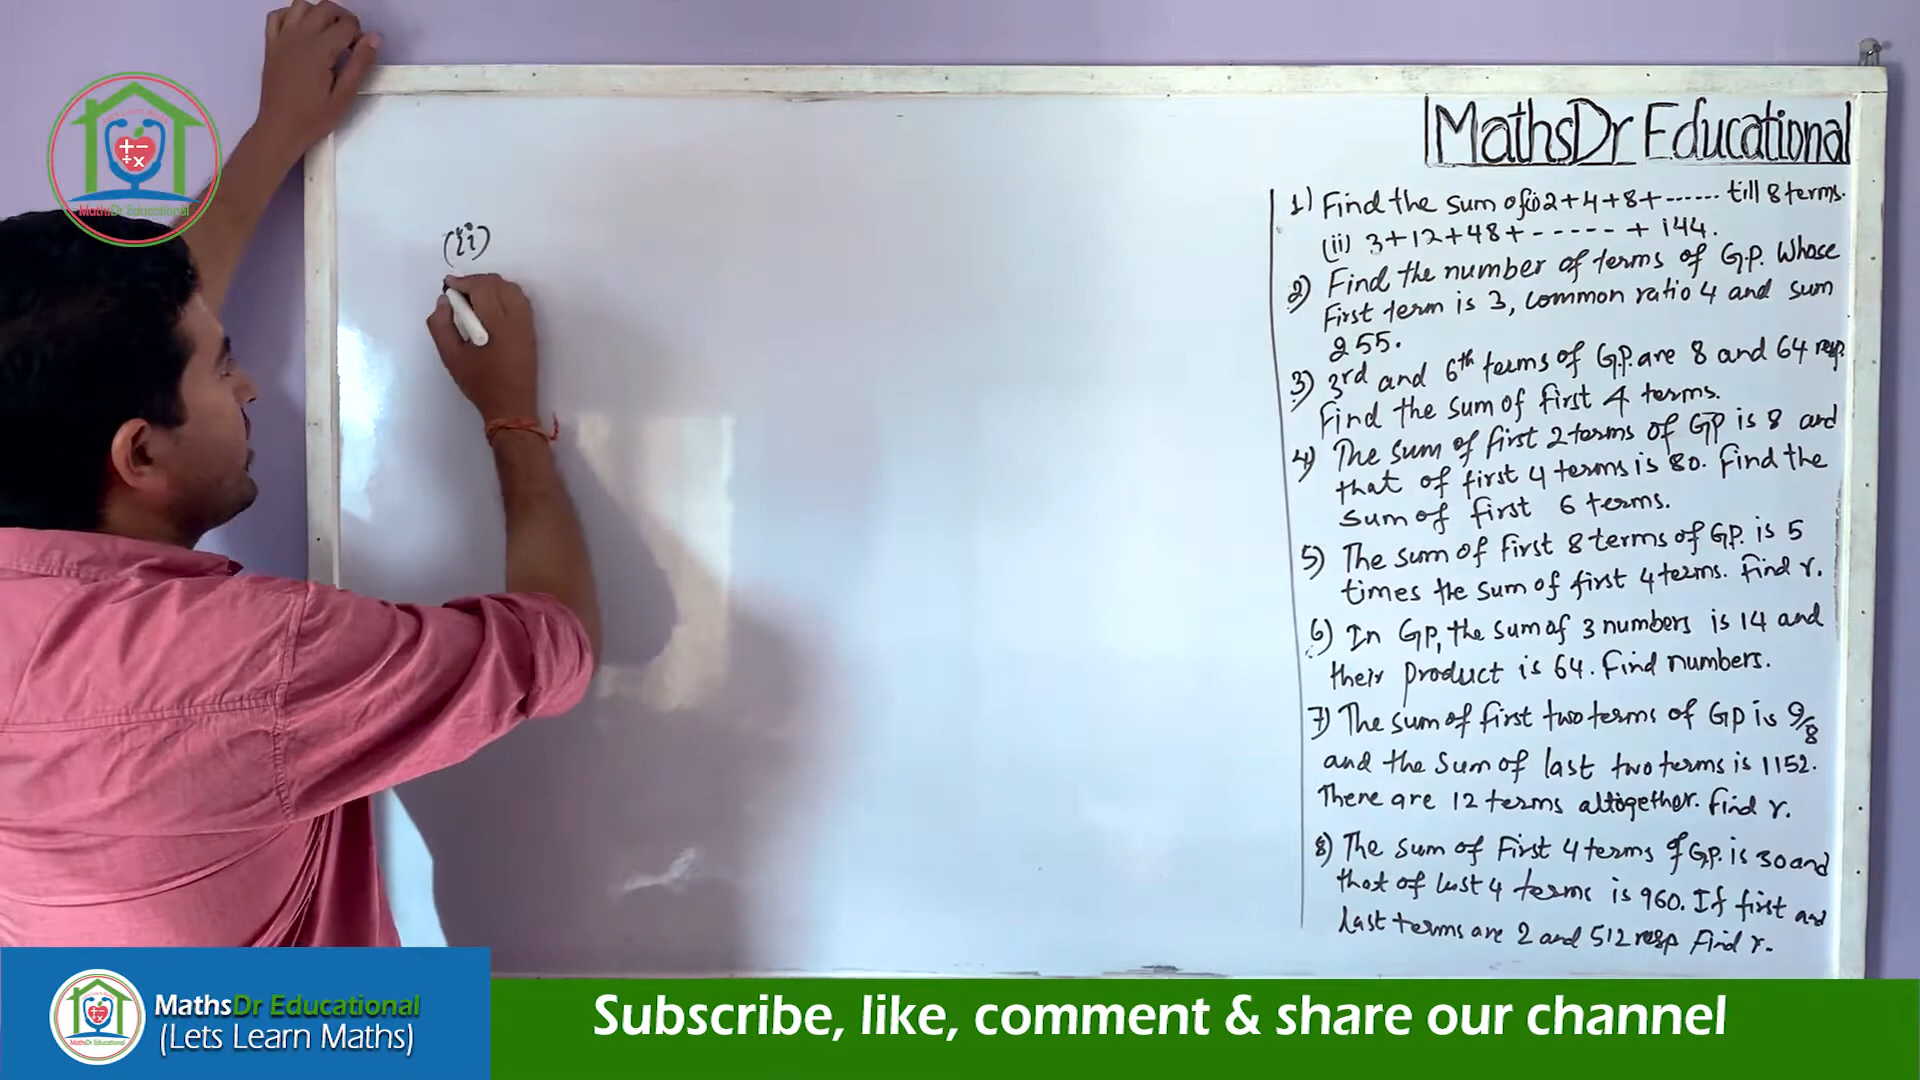 MathsDr Educational
(ii)
MathsDr Educational
1) Find the sum of (i) 2+4+8+------ till 8 terms.
(ii) 3+12+48+ - - - - - + 144.
2) Find the number of terms of G.P. whose
First term is 3, common ratio 4 and sum
255.
3) 3rd and 6th terms of G.P. are 8 and 64 resp.
Find the sum of first 4 terms.
4) The sum of first 2 terms of GP is 8 and
that of first 4 terms is 80. Find the
sum of first 6 terms.
5) The sum of first 8 terms of GP. is 5
times the sum of first 4 terms. Find r.
6) In GP, the sum of 3 numbers is 14 and
their product is 64. Find numbers.
7) The sum of first two terms of GP is 9/8
and the sum of last two terms is 1152.
There are 12 terms altogether. Find r.
8) The sum of First 4 terms of G.P. is 30 and
that of last 4 terms is 960. If first and
last terms are 2 and 512 resp Find r.
MathsDr Educational
(Lets Learn Maths)
MathsDr Educational
Subscribe, like, comment & share our channel